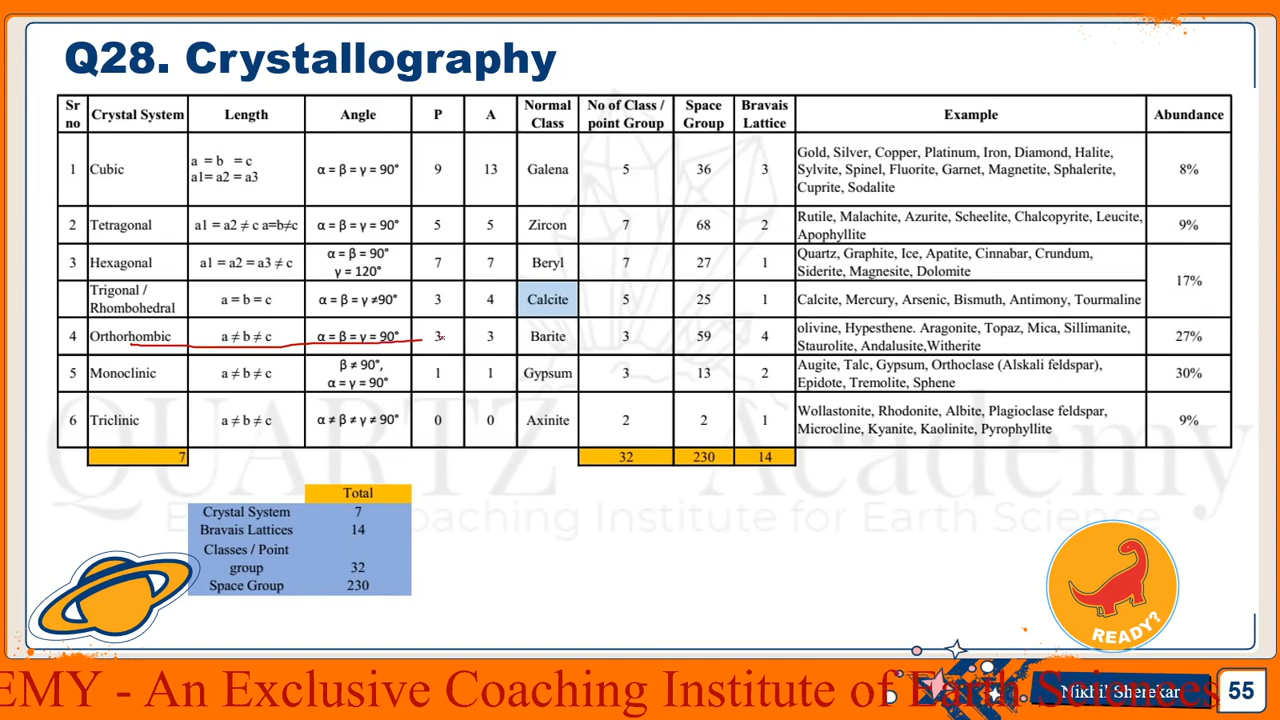 Q28. Crystallography
Sr no Crystal System Length Angle P A Normal Class No of Class / point Group Space Group Bravais Lattice Example Abundance
1 Cubic a = b = c a1= a2 = a3 α = β = γ = 90° 9 13 Galena 5 36 3 Gold, Silver, Copper, Platinum, Iron, Diamond, Halite, Sylvite, Spinel, Fluorite, Garnet, Magnetite, Sphalerite, Cuprite, Sodalite 8%
2 Tetragonal a1 = a2 ≠ c a=b≠c α = β = γ = 90° 5 5 Zircon 7 68 2 Rutile, Malachite, Azurite, Scheelite, Chalcopyrite, Leucite, Apophyllite 9%
3 Hexagonal a1 = a2 = a3 ≠ c α = β = 90° γ = 120° 7 7 Beryl 7 27 1 Quartz, Graphite, Ice, Apatite, Cinnabar, Crundum, Siderite, Magnesite, Dolomite 17%
Trigonal / Rhombohedral a = b = c α = β = γ ≠90° 3 4 Calcite 5 25 1 Calcite, Mercury, Arsenic, Bismuth, Antimony, Tourmaline
4 Orthorhombic a ≠ b ≠ c α = β = γ = 90° 3 3 Barite 3 59 4 olivine, Hypesthene. Aragonite, Topaz, Mica, Sillimanite, Staurolite, Andalusite,Witherite 27%
5 Monoclinic a ≠ b ≠ c β ≠ 90°, α = γ = 90° 1 1 Gypsum 3 13 2 Augite, Talc, Gypsum, Orthoclase (Alskali feldspar), Epidote, Tremolite, Sphene 30%
6 Triclinic a ≠ b ≠ c α ≠ β ≠ γ ≠ 90° 0 0 Axinite 2 2 1 Wollastonite, Rhodonite, Albite, Plagioclase feldspar, Microcline, Kyanite, Kaolinite, Pyrophyllite 9%
7 32 230 14
QUARTZ Academy
Coaching Institute for Earth Science
Total
Crystal System 7
Bravais Lattices 14
Classes / Point group 32
Space Group 230
READY?
EMY - An Exclusive Coaching Institute of Earth Sciences
Nikhil Sherekar
55